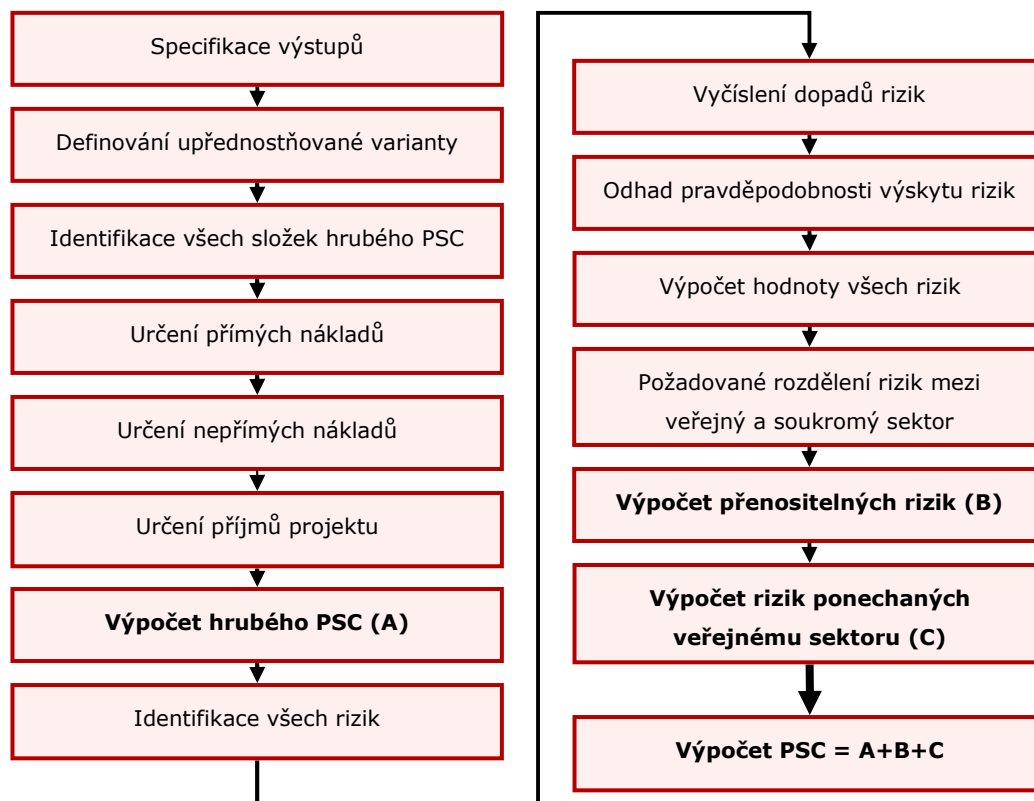 Specifikace výstupů
Definování upřednostňované varianty
Identifikace všech složek hrubého PSC
Určení přímých nákladů
Určení nepřímých nákladů
Určení příjmů projektu
Výpočet hrubého PSC (A)
Identifikace všech rizik
Vyčíslení dopadů rizik
Odhad pravděpodobnosti výskytu rizik
Výpočet hodnoty všech rizik
Požadované rozdělení rizik mezi
veřejný a soukromý sektor
Výpočet přenositelných rizik (B)
Výpočet rizik ponechaných
veřejnému sektoru (C)
Výpočet PSC = A+B+C